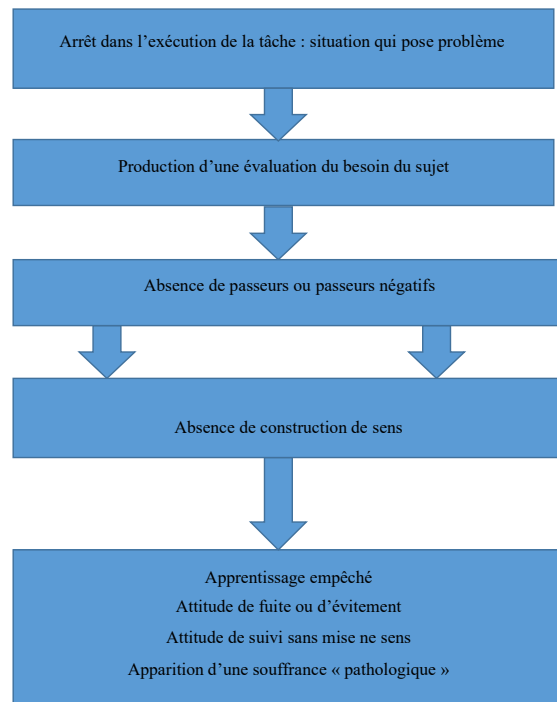 Arrêt dans l’exécution de la tâche : situation qui pose problème
Production d’une évaluation du besoin du sujet
Absence de passeurs ou passeurs négatifs
Absence de construction de sens
Apprentissage empêché
Attitude de fuite ou d’évitement
Attitude de suivi sans mise ne sens
Apparition d’une souffrance « pathologique »